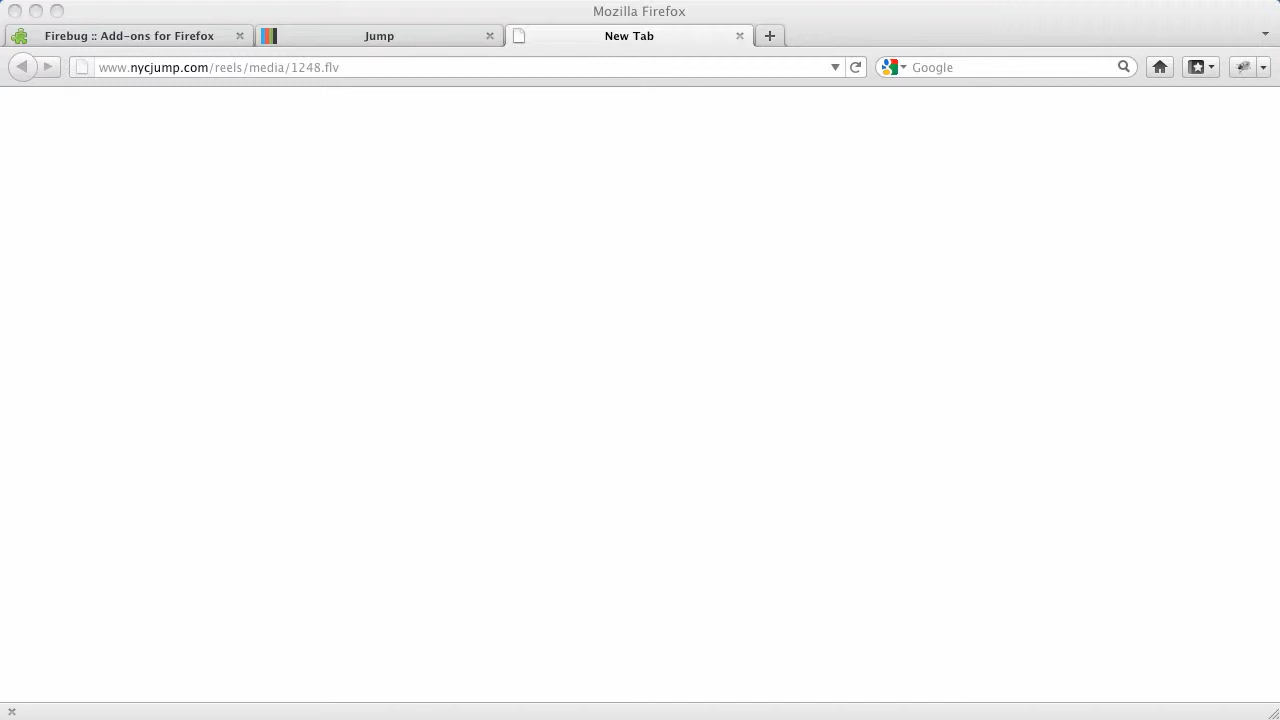 Mozilla Firefox
Firebug :: Add-ons for Firefox
Jump
New Tab
www.nycjump.com/reels/media/1248.flv
Google